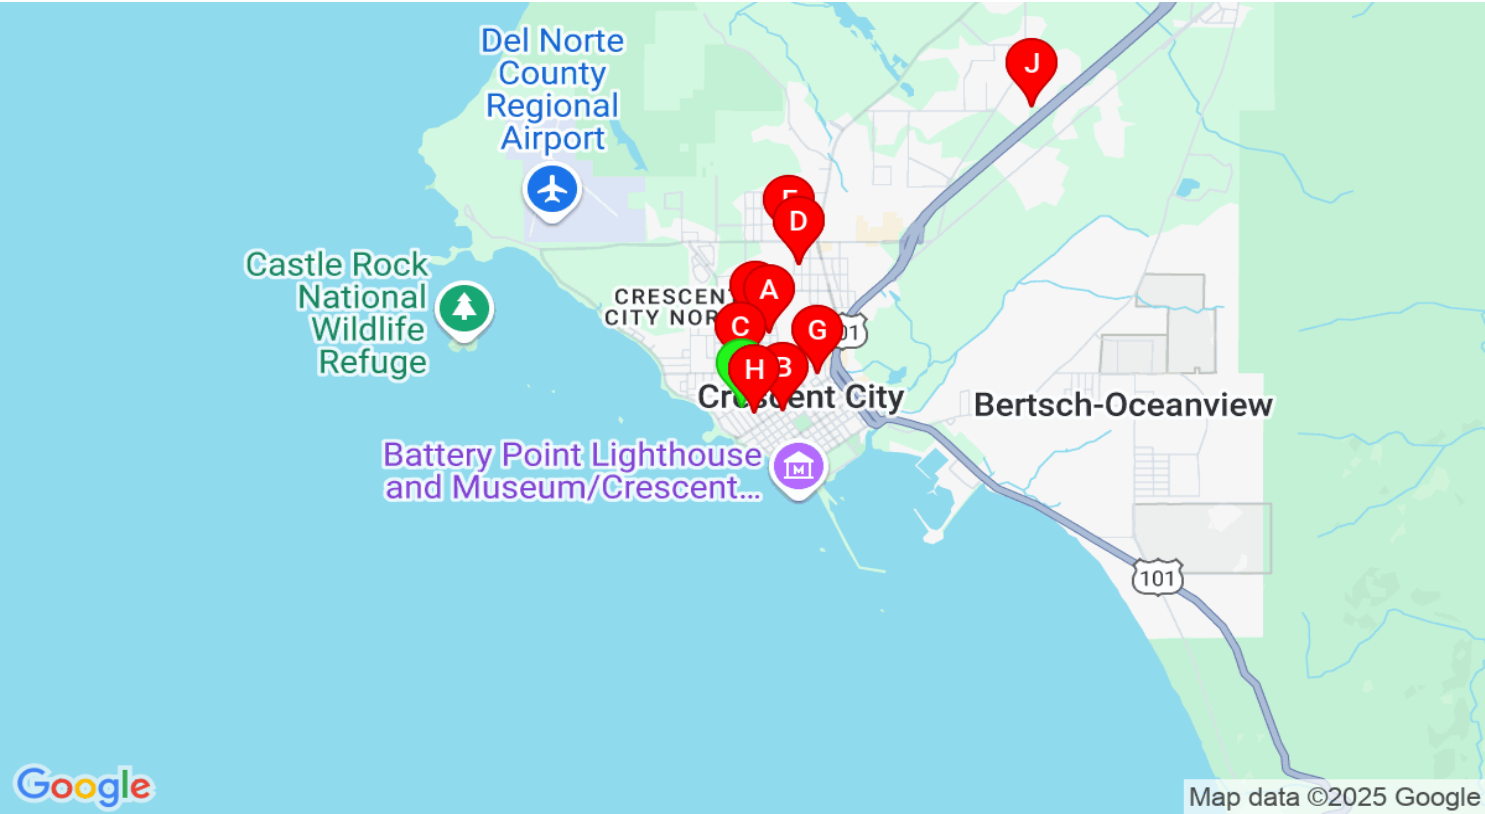 Del Norte
County
Regional
Airport
J
D
Castle Rock
National
Wildlife
Refuge
CRESCENT
CITY NOR
A
C
G
01
H
B
Crescent City
Bertsch-Oceanview
Battery Point Lighthouse
and Museum/Crescent...
M
101
Google
Map data ©2025 Google